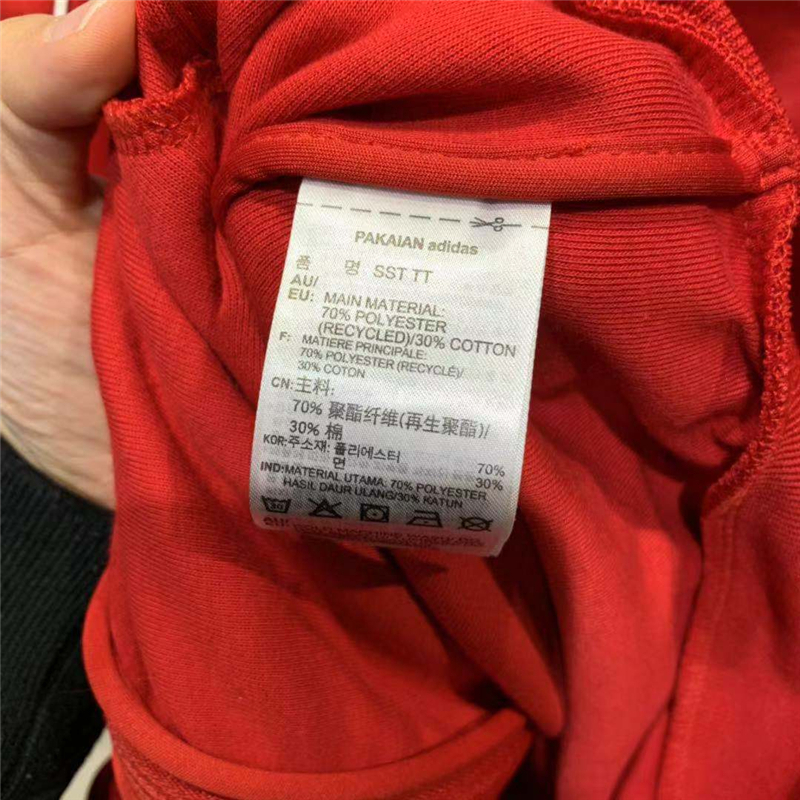 PAKAIAN adidas
품 명 SST TT
AU/
EU: MAIN MATERIAL:
70% POLYESTER
(RECYCLED)/30% COTTON
F: MATIERE PRINCIPALE:
70% POLYESTER (RECYCLÉ)/
30% COTON
CN:主料:
70% 聚酯纤维(再生聚酯)/
30% 棉
KOR:주소재: 폴리에스터 70%
면 30%
IND:MATERIAL UTAMA: 70% POLYESTER
HASIL DAUR ULANG/30% KATUN
30